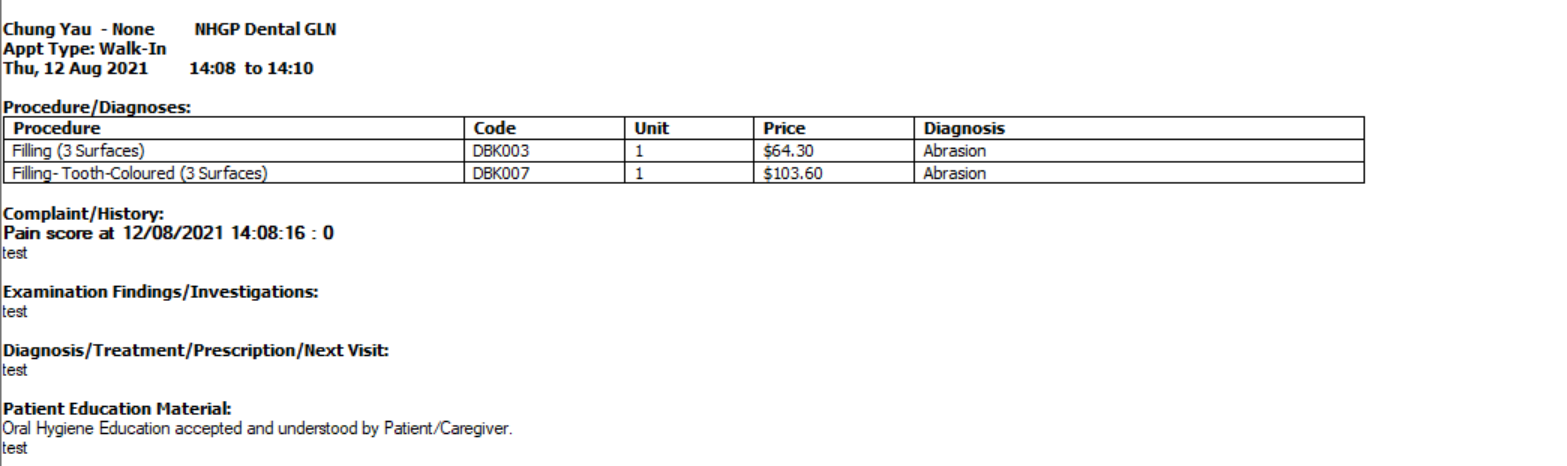 Chung Yau - None NHGP Dental GLN
Appt Type: Walk-In
Thu, 12 Aug 2021 14:08 to 14:10
Procedure/Diagnoses:
Procedure Code Unit Price Diagnosis
Filling (3 Surfaces) DBK003 1 $64.30 Abrasion
Filling- Tooth-Coloured (3 Surfaces) DBK007 1 $103.60 Abrasion
Complaint/History:
Pain score at 12/08/2021 14:08:16 : 0
test
Examination Findings/Investigations:
test
Diagnosis/Treatment/Prescription/Next Visit:
test
Patient Education Material:
Oral Hygiene Education accepted and understood by Patient/Caregiver.
test